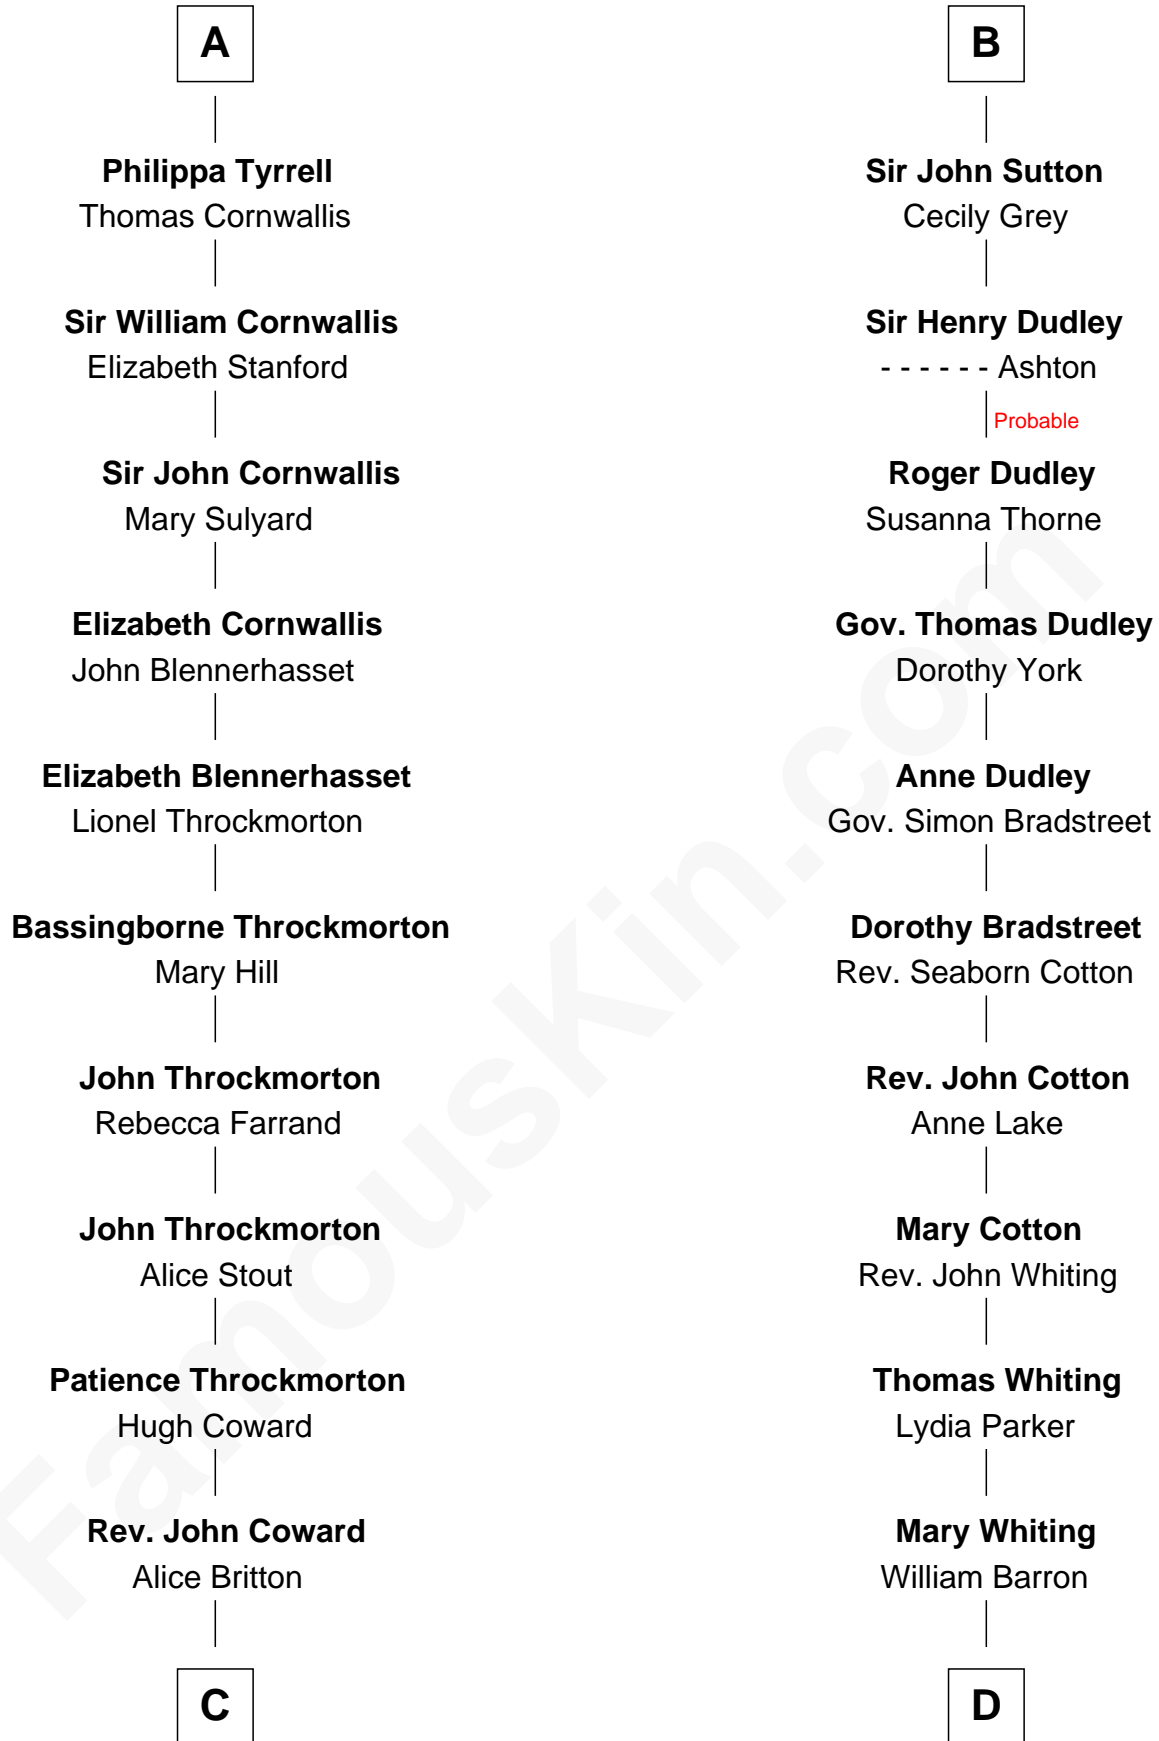 A
Philippa Tyrrell
Thomas Cornwallis
Sir William Cornwallis
Elizabeth Stanford
Sir John Cornwallis
Mary Sulyard
Elizabeth Cornwallis
John Blennerhasset
Elizabeth Blennerhasset
Lionel Throckmorton
Bassingborne Throckmorton
Mary Hill
John Throckmorton
Rebecca Farrand
John Throckmorton
Alice Stout
Patience Throckmorton
Hugh Coward
Rev. John Coward
Alice Britton
C
B
Sir John Sutton
Cecily Grey
Sir Henry Dudley
- - - - - - Ashton
Probable
Roger Dudley
Susanna Thorne
Gov. Thomas Dudley
Dorothy York
Anne Dudley
Gov. Simon Bradstreet
Dorothy Bradstreet
Rev. Seaborn Cotton
Rev. John Cotton
Anne Lake
Mary Cotton
Rev. John Whiting
Thomas Whiting
Lydia Parker
Mary Whiting
William Barron
D
FamousKin.com